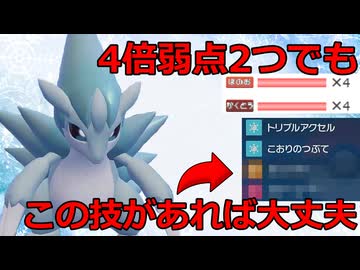 4倍弱点2つでも
ほのお ×4
かくとう ×4
トリプルアクセル
こおりのつぶて
この技があれば大丈夫